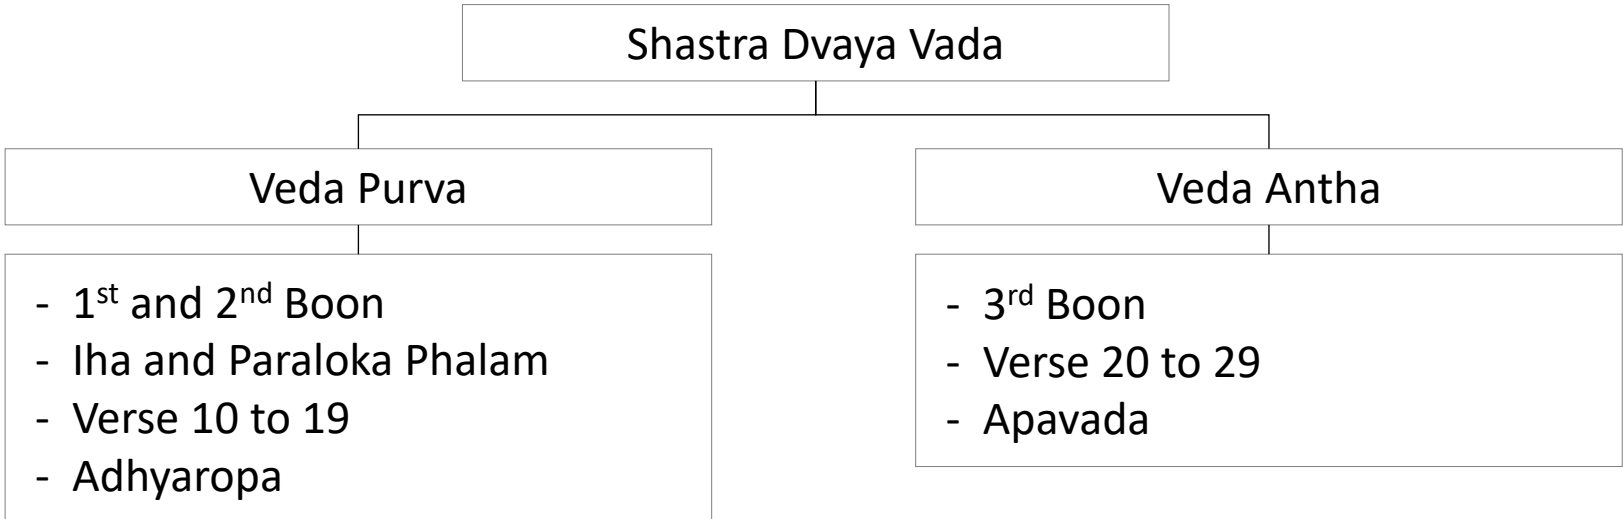 Shastra Dvaya Vada
Veda Purva
- 1st and 2nd Boon
- Iha and Paraloka Phalam
- Verse 10 to 19
- Adhyaropa
Veda Antha
- 3rd Boon
- Verse 20 to 29
- Apavada